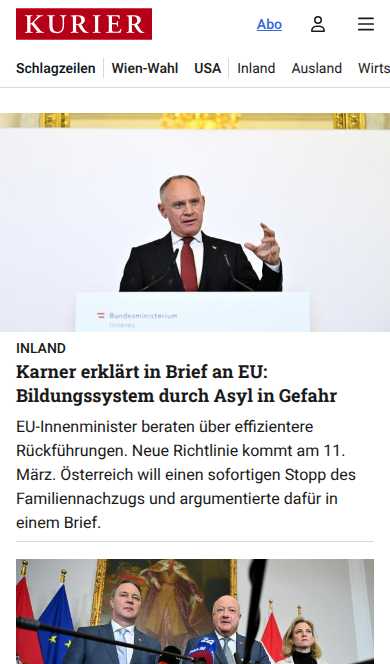 KURIER
Abo
Schlagzeilen
Wien-Wahl
USA
Inland
Ausland
Wirts
Bundesministerium
Inneres
INLAND
Karner erklärt in Brief an EU:
Bildungssystem durch Asyl in Gefahr
EU-Innenminister beraten über effizientere
Rückführungen. Neue Richtlinie kommt am 11.
März. Österreich will einen sofortigen Stopp des
Familiennachzugs und argumentierte dafür in
einem Brief.